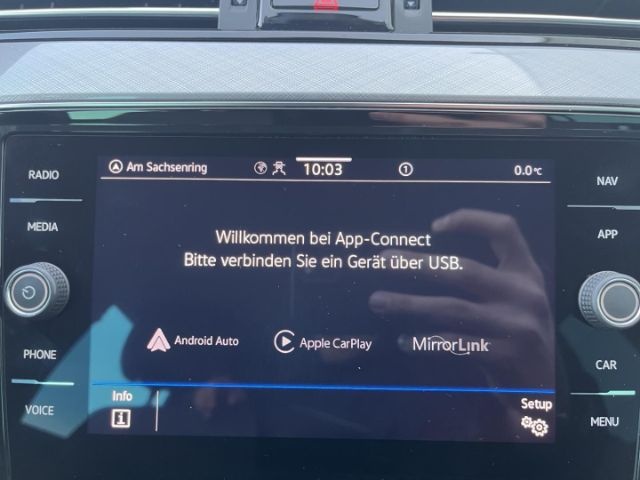 RADIO
MEDIA
PHONE
VOICE
Am Sachsenring
10:03
1
0.0°C
Willkommen bei App-Connect
Bitte verbinden Sie ein Gerät über USB.
Android Auto
Apple CarPlay
MirrorLink
Info
Setup
NAV
APP
CAR
MENU